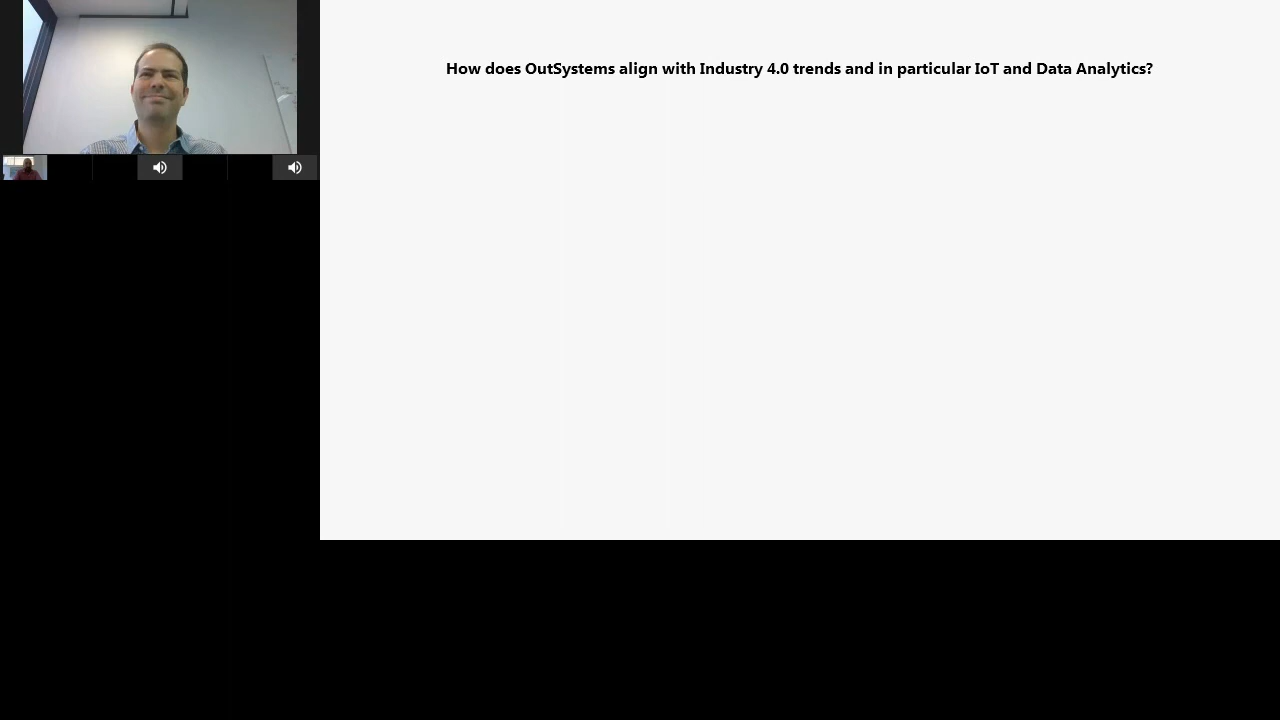 How does OutSystems align with Industry 4.0 trends and in particular IoT and Data Analytics?